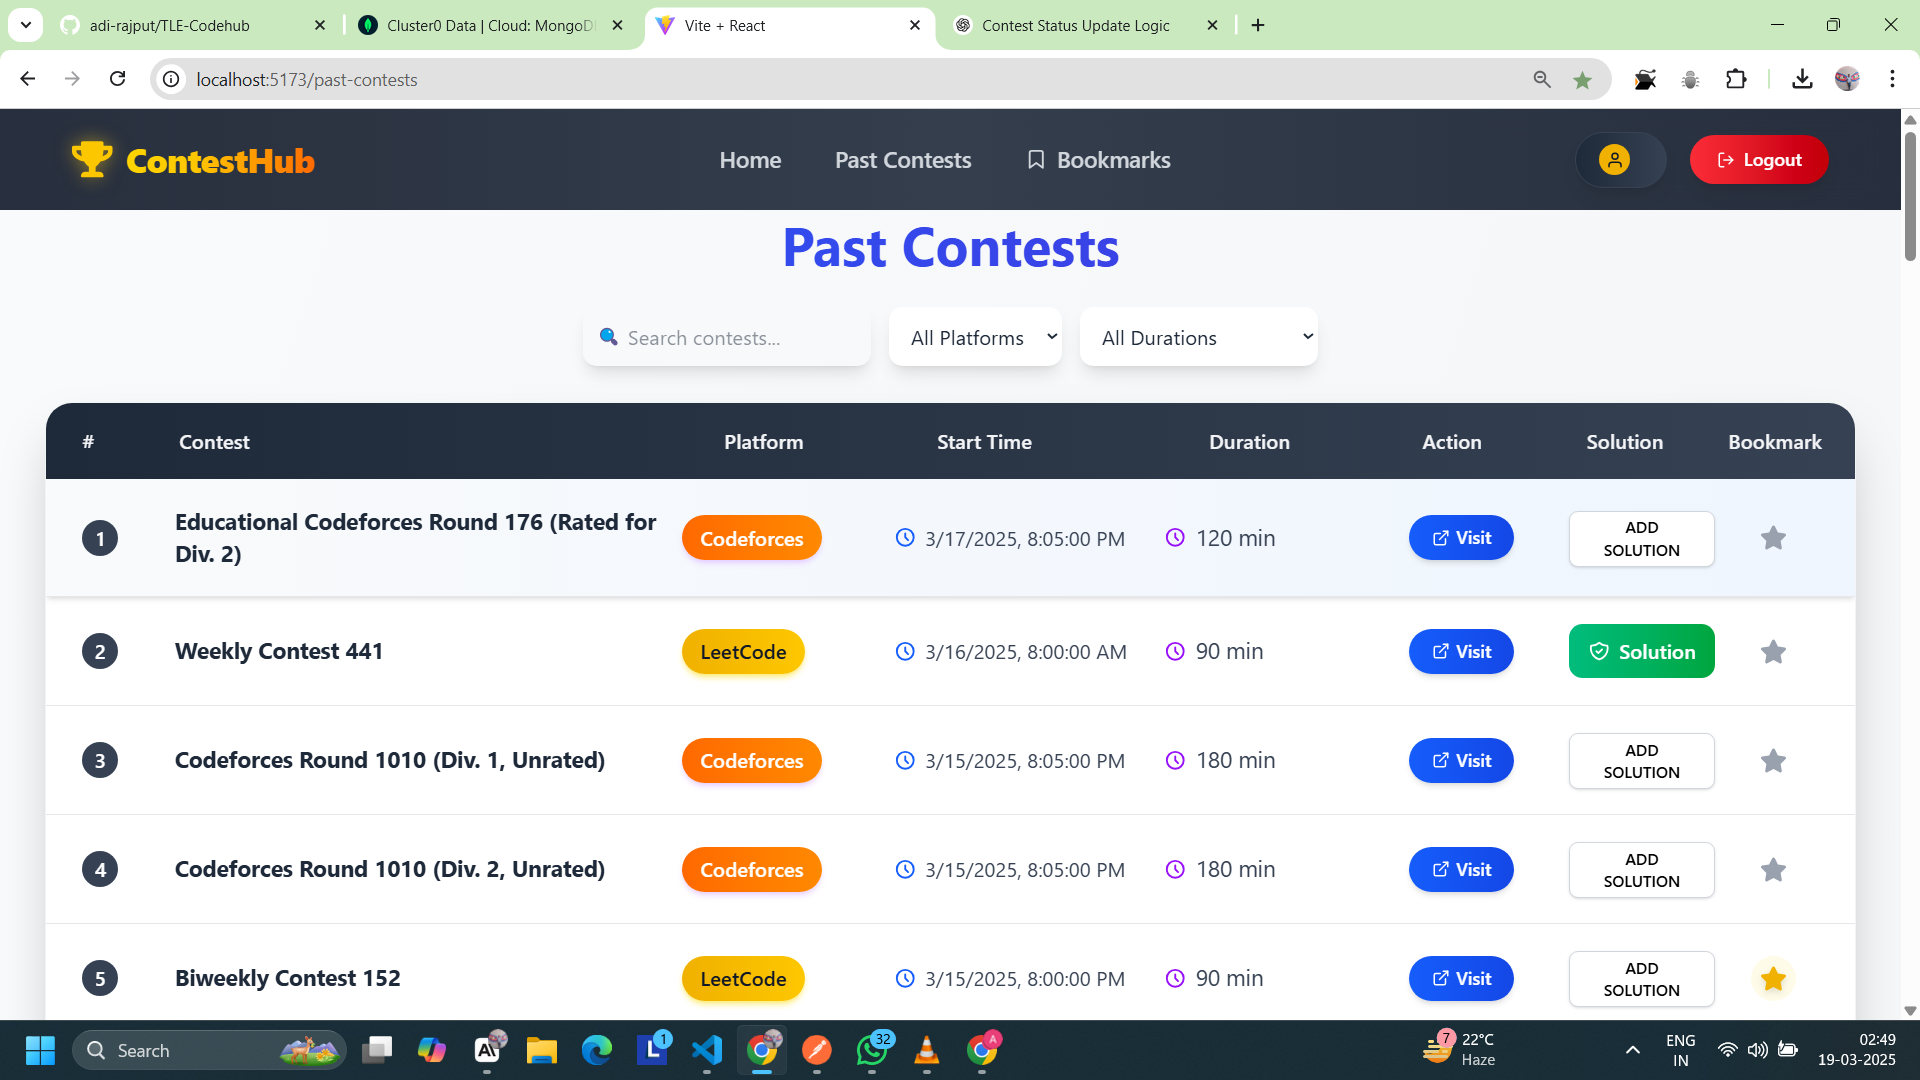 adi-rajput/TLE-Codehub
Cluster0 Data | Cloud: MongoD
Vite + React
Contest Status Update Logic
localhost:5173/past-contests
ContestHub
Home
Past Contests
Bookmarks
Logout
Past Contests
Search contests...
All Platforms
All Durations
# Contest Platform Start Time Duration Action Solution Bookmark
1 Educational Codeforces Round 176 (Rated for
Div. 2)
Codeforces 3/17/2025, 8:05:00 PM 120 min Visit
ADD
SOLUTION
2 Weekly Contest 441 LeetCode 3/16/2025, 8:00:00 AM 90 min Visit Solution
3 Codeforces Round 1010 (Div. 1, Unrated) Codeforces 3/15/2025, 8:05:00 PM 180 min Visit
ADD
SOLUTION
4 Codeforces Round 1010 (Div. 2, Unrated) Codeforces 3/15/2025, 8:05:00 PM 180 min Visit
ADD
SOLUTION
5 Biweekly Contest 152 LeetCode 3/15/2025, 8:00:00 PM 90 min Visit
ADD
SOLUTION
Search
AI
L
1
32
A
7
22°C
Haze
ENG
IN
02:49
19-03-2025